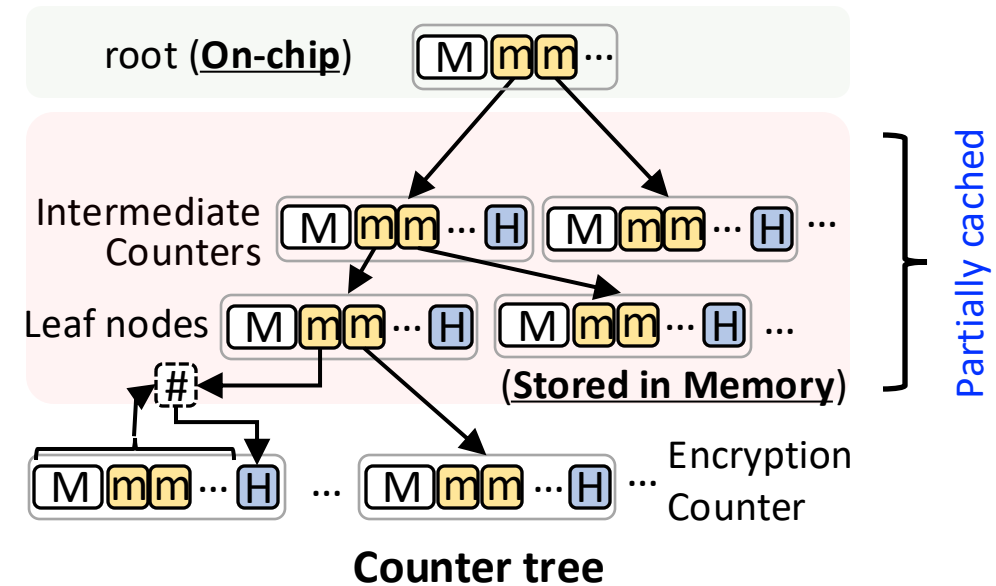 root (On-chip) M m m ...
Intermediate Counters M m m ... H M m m ... H ...
Leaf nodes M m m ... H M m m ... H ...
#
(Stored in Memory)
Partially cached
M m m ... H ... M m m ... H ...
Encryption
Counter
Counter tree